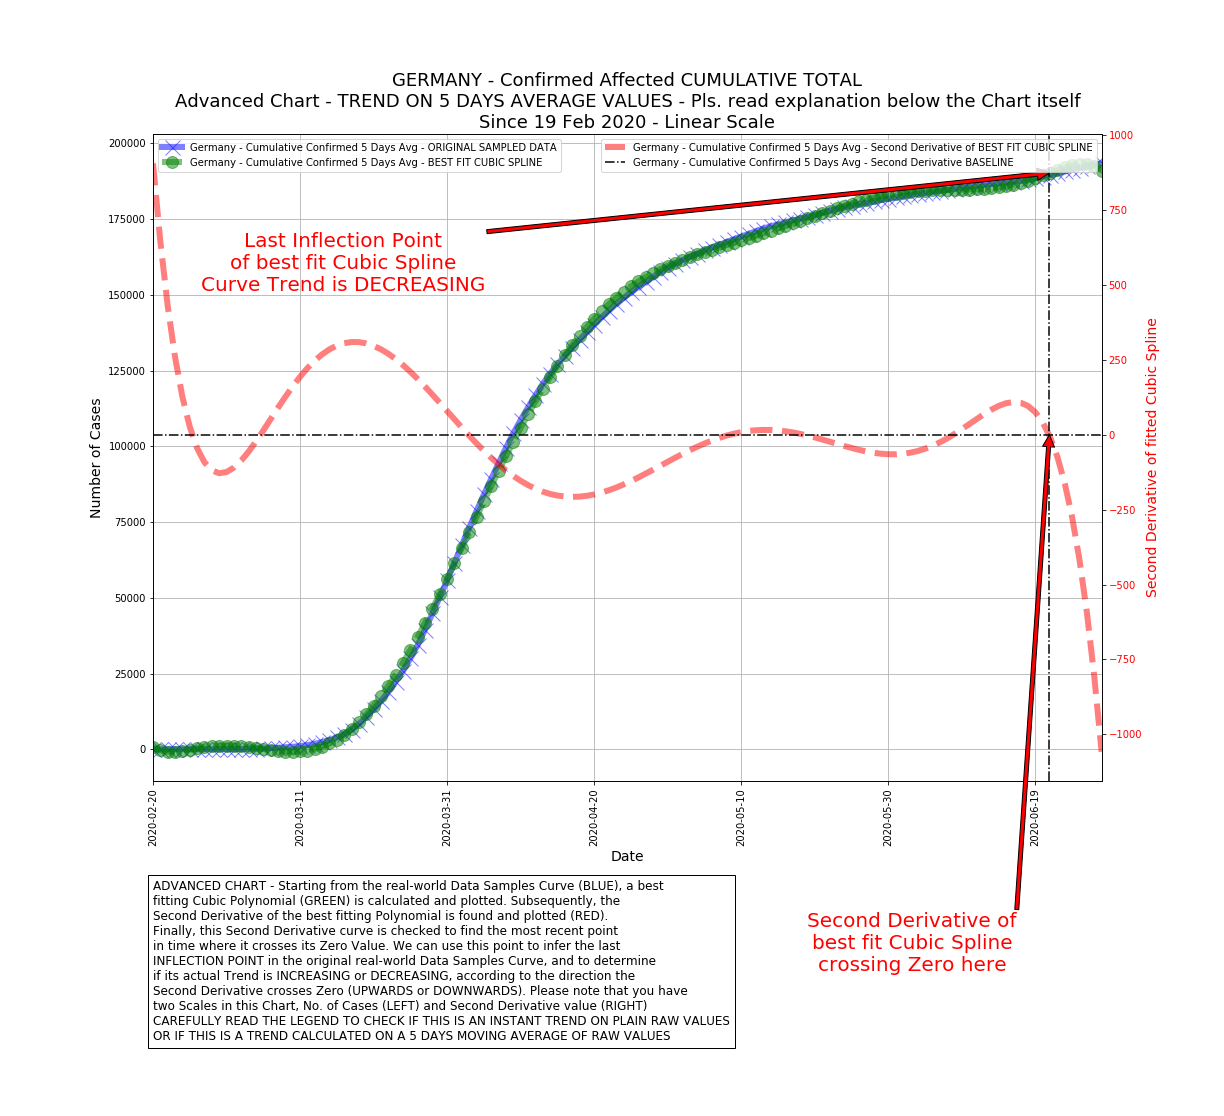 GERMANY - Confirmed Affected CUMULATIVE TOTAL
Advanced Chart - TREND ON 5 DAYS AVERAGE VALUES - Pls. read explanation below the Chart itself
Since 19 Feb 2020 - Linear Scale
Germany - Cumulative Confirmed 5 Days Avg - ORIGINAL SAMPLED DATA
Germany - Cumulative Confirmed 5 Days Avg - BEST FIT CUBIC SPLINE
Germany - Cumulative Confirmed 5 Days Avg - Second Derivative of BEST FIT CUBIC SPLINE
Germany - Cumulative Confirmed 5 Days Avg - Second Derivative BASELINE
Number of Cases
200000
175000
150000
125000
100000
75000
50000
25000
0
Last Inflection Point
of best fit Cubic Spline
Curve Trend is DECREASING
1000
750
500
250
0
−250
−500
−750
−1000
Second Derivative of fitted Cubic Spline
2020-02-20
2020-03-11
2020-03-31
2020-04-20
2020-05-10
2020-05-30
2020-06-19
Date
ADVANCED CHART - Starting from the real-world Data Samples Curve (BLUE), a best
fitting Cubic Polynomial (GREEN) is calculated and plotted. Subsequently, the
Second Derivative of the best fitting Polynomial is found and plotted (RED).
Finally, this Second Derivative curve is checked to find the most recent point
in time where it crosses its Zero Value. We can use this point to infer the last
INFLECTION POINT in the original real-world Data Samples Curve, and to determine
if its actual Trend is INCREASING or DECREASING, according to the direction the
Second Derivative crosses Zero (UPWARDS or DOWNWARDS). Please note that you have
two Scales in this Chart, No. of Cases (LEFT) and Second Derivative value (RIGHT)
CAREFULLY READ THE LEGEND TO CHECK IF THIS IS AN INSTANT TREND ON PLAIN RAW VALUES
OR IF THIS IS A TREND CALCULATED ON A 5 DAYS MOVING AVERAGE OF RAW VALUES
Second Derivative of
best fit Cubic Spline
crossing Zero here